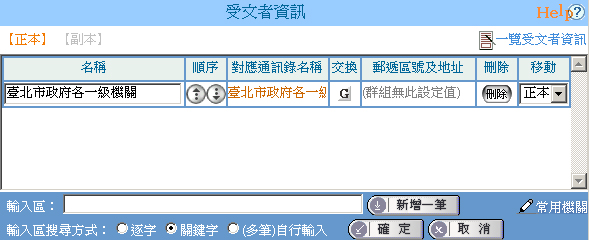 受文者資訊
Help?
【正本】 【副本】 一覽受文者資訊
名稱 順序 對應通訊錄名稱 交換 郵遞區號及地址 刪除 移動
臺北市政府各一級機關 臺北市政府各一級 G (群組無此設定值) 刪除 正本
輸入區： 新增一筆 常用機關
輸入區搜尋方式： 逐字 關鍵字 (多筆)自行輸入 確 定 取 消